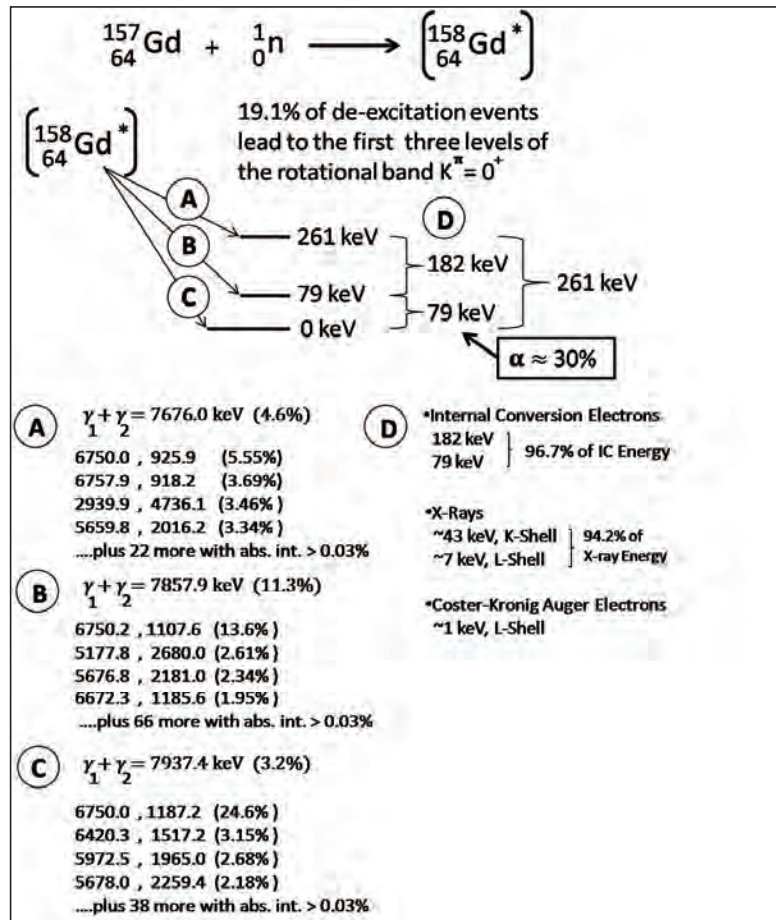 157 64 Gd + 1 0 n ⟶ [158 64 Gd *]
[158 64 Gd *]
19.1% of de-excitation events
lead to the first three levels of
the rotational band K^π = 0^+
A
B
C
D
261 keV
79 keV
0 keV
182 keV
79 keV
261 keV
α ≈ 30%
A
γ₁ + γ₂ = 7676.0 keV (4.6%)
6750.0 , 925.9 (5.55%)
6757.9 , 918.2 (3.69%)
2939.9 , 4736.1 (3.46%)
5659.8 , 2016.2 (3.34%)
....plus 22 more with abs. int. > 0.03%
B
γ₁ + γ₂ = 7857.9 keV (11.3%)
6750.2 , 1107.6 (13.6%)
5177.8 , 2680.0 (2.61%)
5676.8 , 2181.0 (2.34%)
6672.3 , 1185.6 (1.95%)
....plus 66 more with abs. int. > 0.03%
C
γ₁ + γ₂ = 7937.4 keV (3.2%)
6750.0 , 1187.2 (24.6%)
6420.3 , 1517.2 (3.15%)
5972.5 , 1965.0 (2.68%)
5678.0 , 2259.4 (2.18%)
....plus 38 more with abs. int. > 0.03%
D
•Internal Conversion Electrons
182 keV
79 keV
96.7% of IC Energy
•X-Rays
~43 keV, K-Shell
~7 keV, L-Shell
94.2% of
X-ray Energy
•Coster-Kronig Auger Electrons
~1 keV, L-Shell